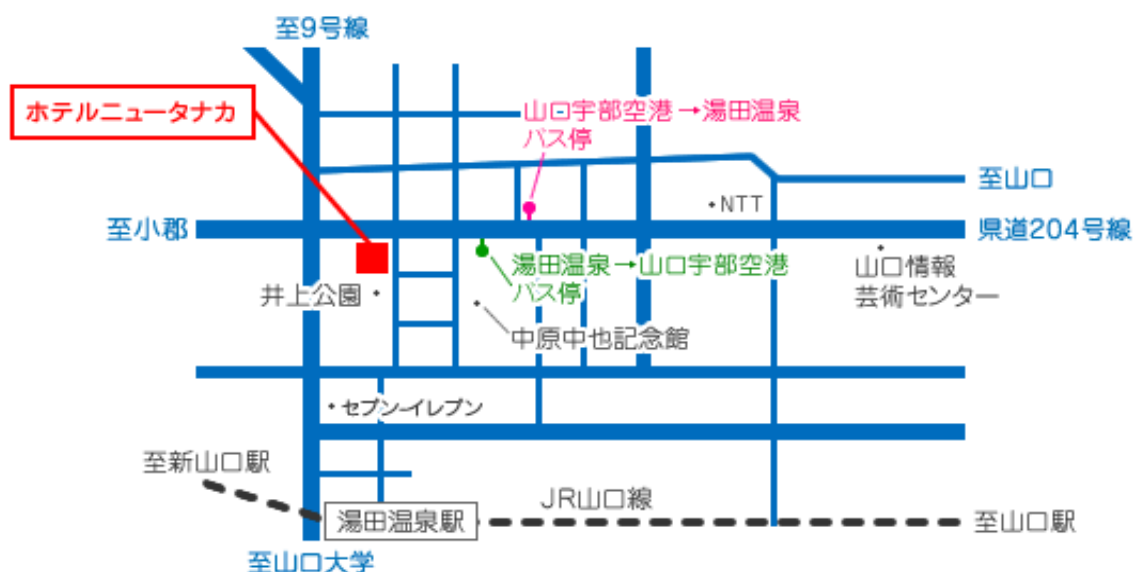 至9号線
ホテルニュータナカ
山口宇部空港→湯田温泉
バス停
至山口
・NTT
至小郡
県道204号線
湯田温泉→山口宇部空港
バス停
山口情報
芸術センター
井上公園・
中原中也記念館
・セブン-イレブン
至新山口駅
JR山口線
湯田温泉駅
至山口駅
至山口大学